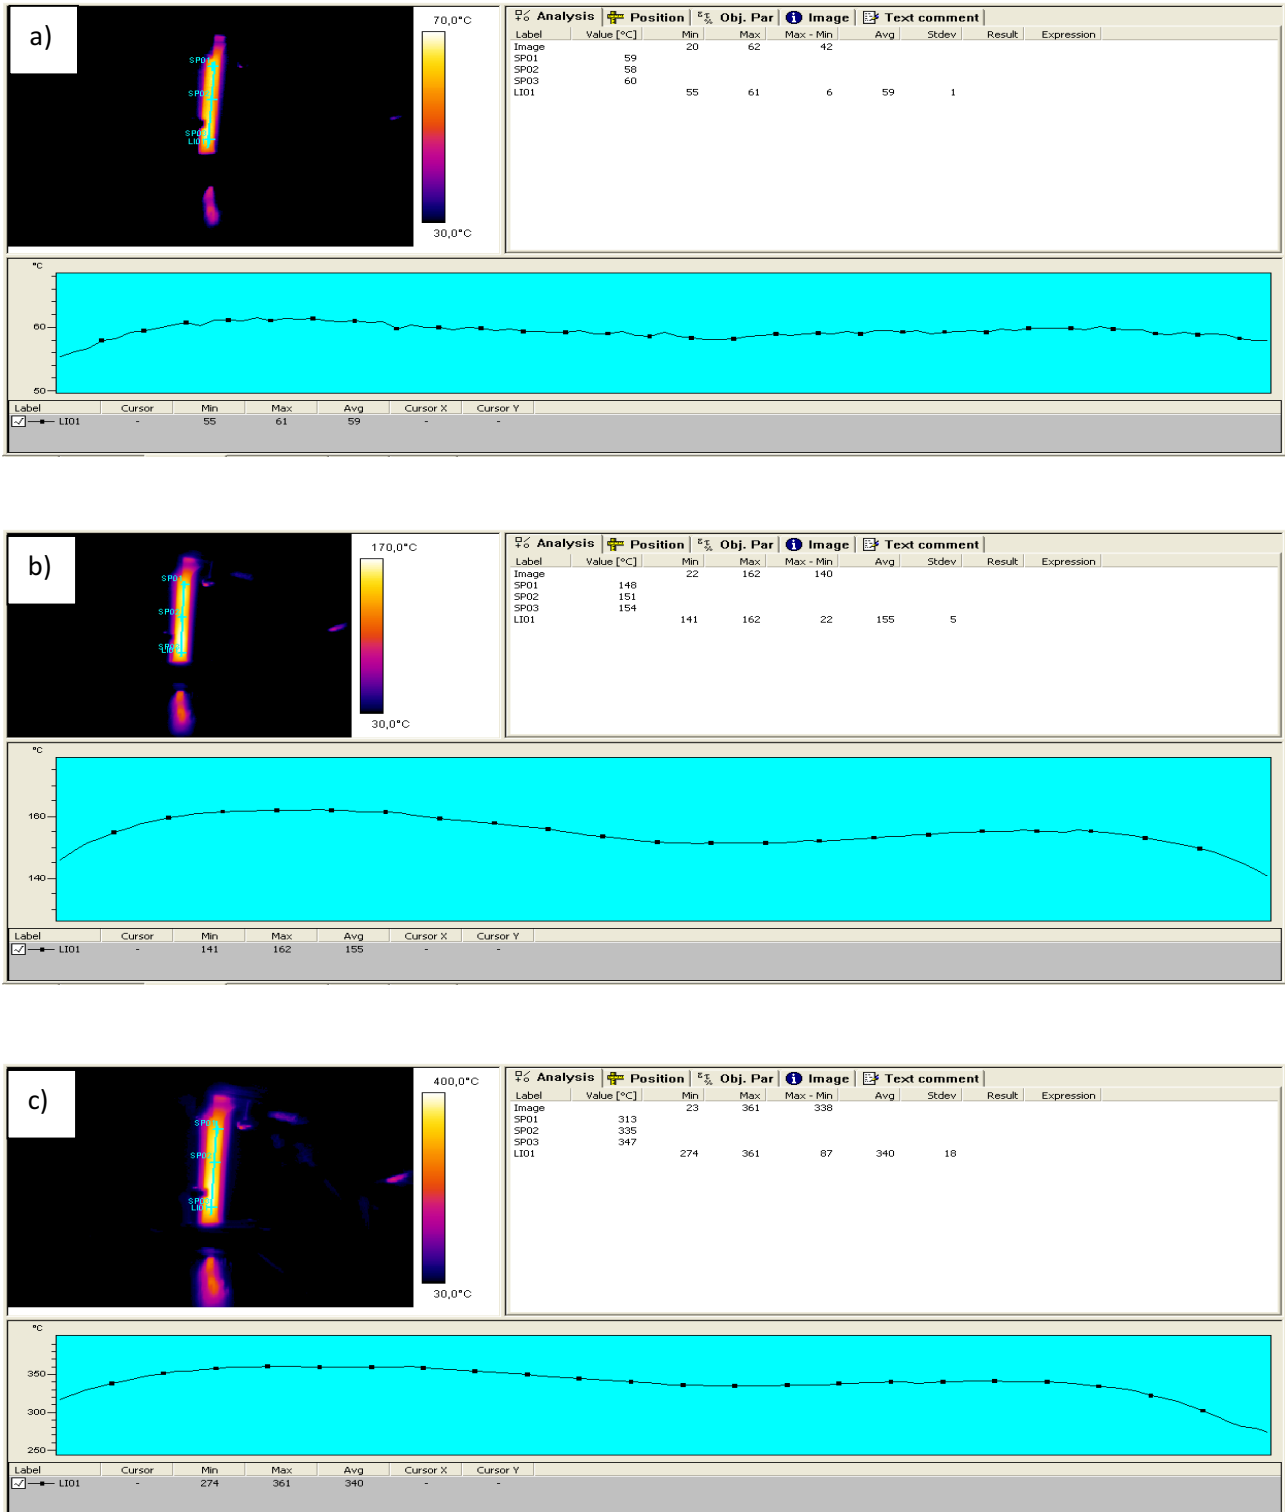 a)
70,0°C
SP01
SP02
SP03
LI01
30,0°C
Analysis Position Obj. Par Image Text comment
Label Value [°C] Min Max Max - Min Avg Stdev Result Expression
Image 20 62 42
SP01 59
SP02 58
SP03 60
LI01 55 61 6 59 1
°C
60
50
Label Cursor Min Max Avg Cursor X Cursor Y
LI01 - 55 61 59 - -
b)
170,0°C
SP01
SP02
30,0°C
Analysis Position Obj. Par Image Text comment
Label Value [°C] Min Max Max - Min Avg Stdev Result Expression
Image 22 162 140
SP01 148
SP02 151
SP03 154
LI01 141 162 22 155 5
°C
160
140
Label Cursor Min Max Avg Cursor X Cursor Y
LI01 - 141 162 155 - -
c)
400,0°C
SP01
SP02
SP03
LI01
30,0°C
Analysis Position Obj. Par Image Text comment
Label Value [°C] Min Max Max - Min Avg Stdev Result Expression
Image 23 361 338
SP01 313
SP02 335
SP03 347
LI01 274 361 87 340 18
°C
350
300
250
Label Cursor Min Max Avg Cursor X Cursor Y
LI01 - 274 361 340 - -